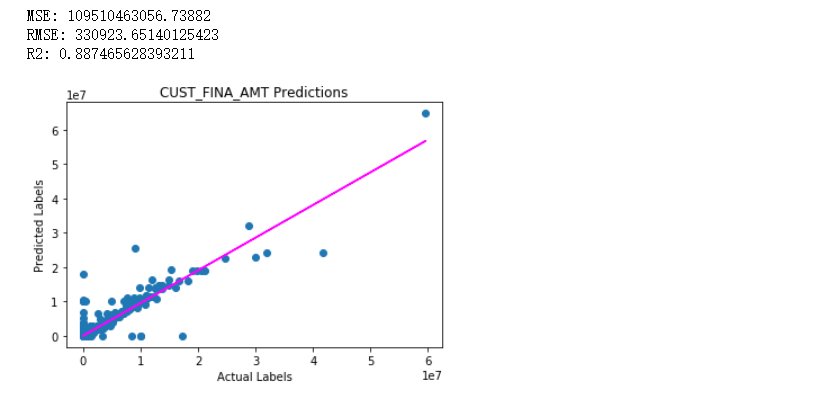 MSE: 109510463056.73882
RMSE: 330923.65140125423
R2: 0.887465628393211
CUST_FINA_AMT Predictions
1e7
6
5
4
3
2
1
0
Predicted Labels
0 1 2 3 4 5 6
1e7
Actual Labels